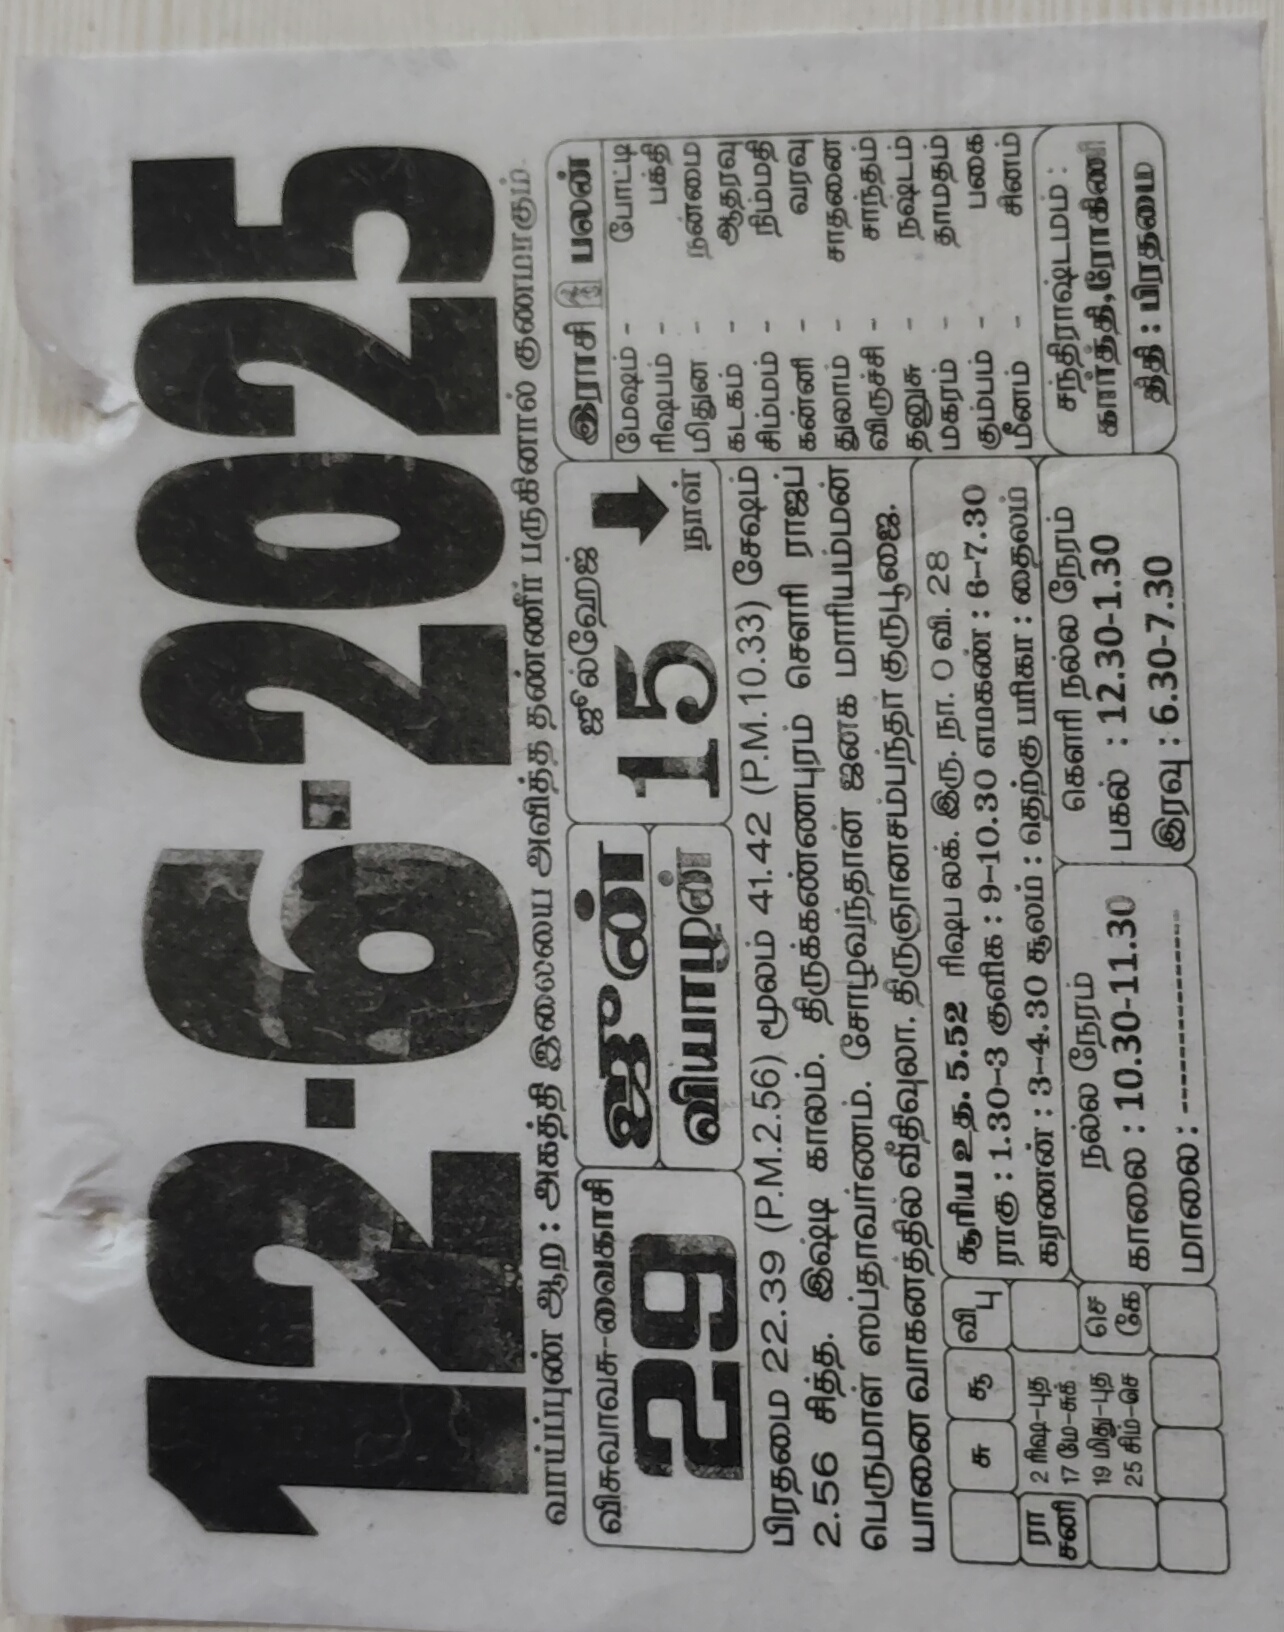 12-6-2025
வாய்ப்புண் ஆற : அகத்தி இலையை அவித்த தண்ணீர் பருகினால் குணமாகும்.
விசுவாவசு-வைகாசி
29
ஜூன்
வியாழன்
ஜூல்ஹேஜ்
15
நாள்
பிரதமை 22.39 (P.M.2.56) மூலம் 41.42 (P.M.10.33) சேஷம்
2.56 சித்த. இஷ்டி காலம். திருக்கண்ணபுரம் சௌரி ராஜப்
பெருமாள் ஸப்தாவர்ணம். சோழவந்தான் ஜனக மாரியம்மன்
யானை வாகனத்தில் வீதிவுலா. திருஞானசம்பந்தர் குருபூஜை.
இராசி பலன்
மேஷம் - போட்டி
ரிஷபம் - பக்தி
மிதுன - நன்மை
கடகம் - ஆதரவு
சிம்மம் - நிம்மதி
கன்னி - வரவு
துலாம் - சாதனை
விருச்சி - சாந்தம்
தனுசு - நஷ்டம்
மகரம் - தாமதம்
கும்பம் - பகை
மீனம் - சினம்
சந்திராஷ்டமம் :
கார்த்தி,ரோகிணி
திதி : பிரதமை
சூரிய உத. 5.52 ரிஷப லக். இரு. நா. 0 வி. 28
ராகு : 1.30-3 குளிக : 9-10.30 எமகண் : 6-7.30
கரணன் : 3-4.30 சூலம் : தெற்கு பரிகா : தைலம்
நல்ல நேரம்
காலை : 10.30-11.30
மாலை : ------------
கெளரி நல்ல நேரம்
பகல் : 12.30-1.30
இரவு : 6.30-7.30
சு
சூ
வி
பு
ரா
சனி
2 ரிஷ-புத
17 மே-சுக்
19 மிது-புத
25 சிம்-செ
செ
கே